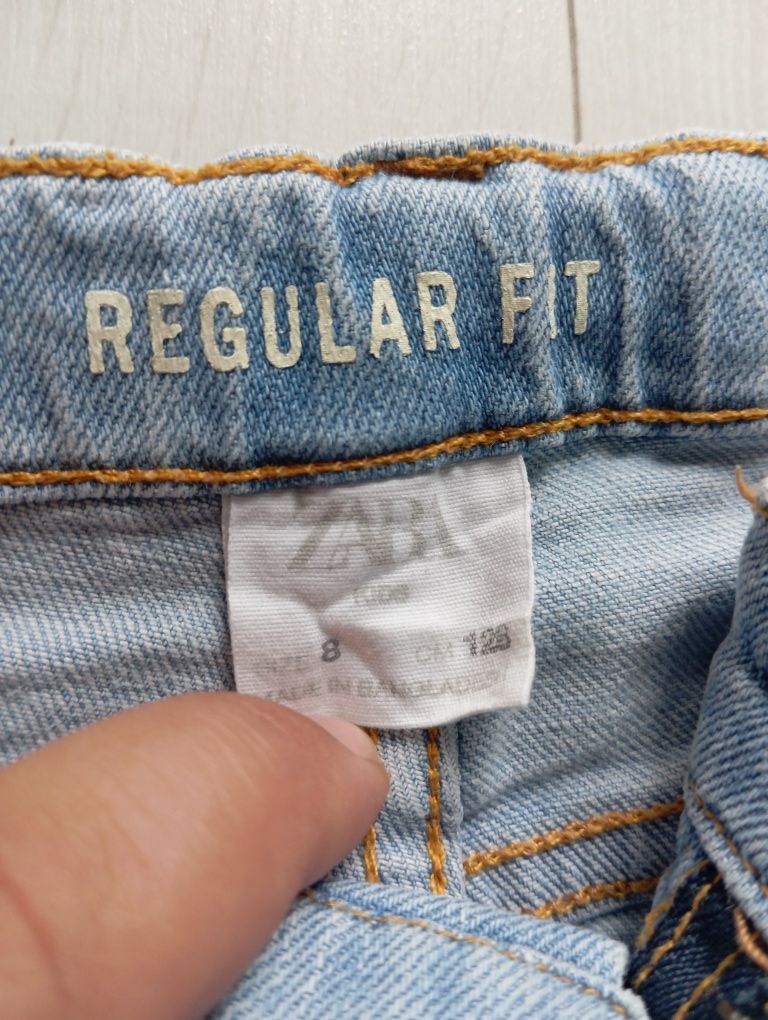 REGULAR FIT
ZARA
SIZE 8 CM 128
MADE IN BANGLADESH